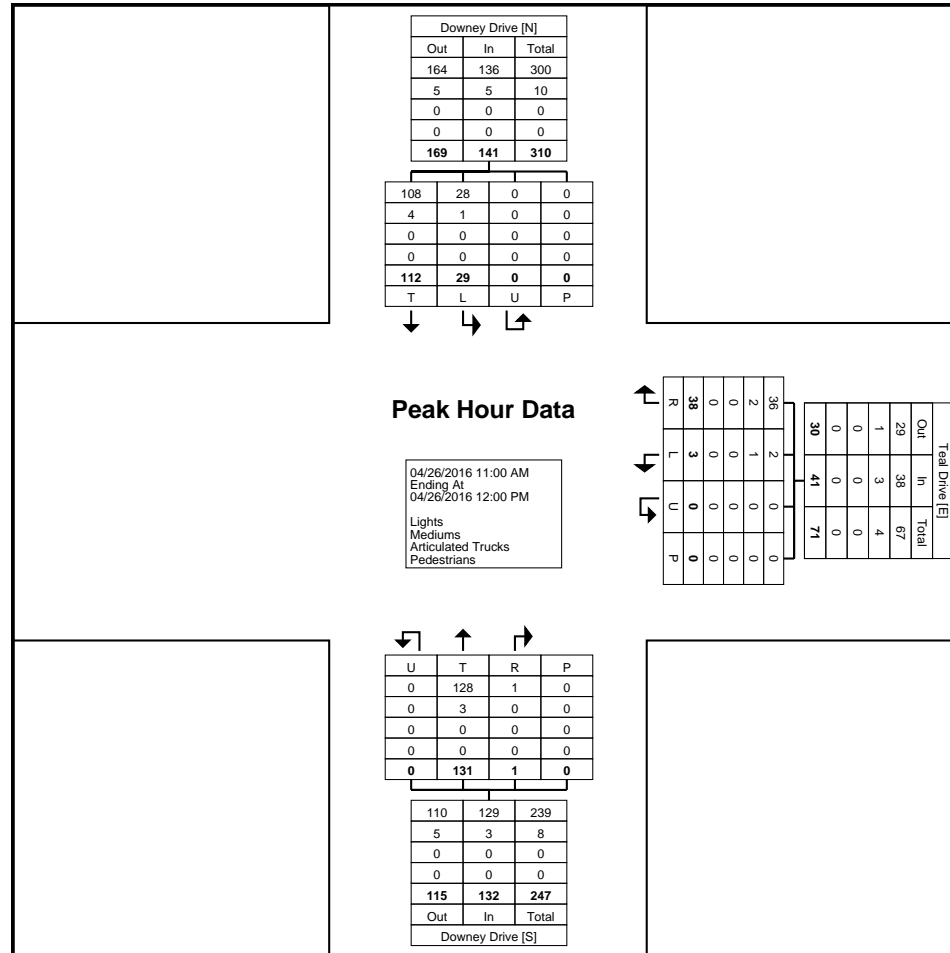 Downey Drive [N]
Out In Total
164 136 300
5 5 10
0 0 0
0 0 0
169 141 310
108 28 0 0
4 1 0 0
0 0 0 0
0 0 0 0
112 29 0 0
T L U P
Peak Hour Data
04/26/2016 11:00 AM
Ending At
04/26/2016 12:00 PM
Lights
Mediums
Articulated Trucks
Pedestrians
Teal Drive [E]
Out In Total
29 38 67
1 3 4
0 0 0
0 0 0
30 41 71
36 2 0 0
2 1 0 0
0 0 0 0
0 0 0 0
38 3 0 0
R L U P
U T R P
0 128 1 0
0 3 0 0
0 0 0 0
0 0 0 0
0 131 1 0
110 129 239
5 3 8
0 0 0
0 0 0
115 132 247
Out In Total
Downey Drive [S]